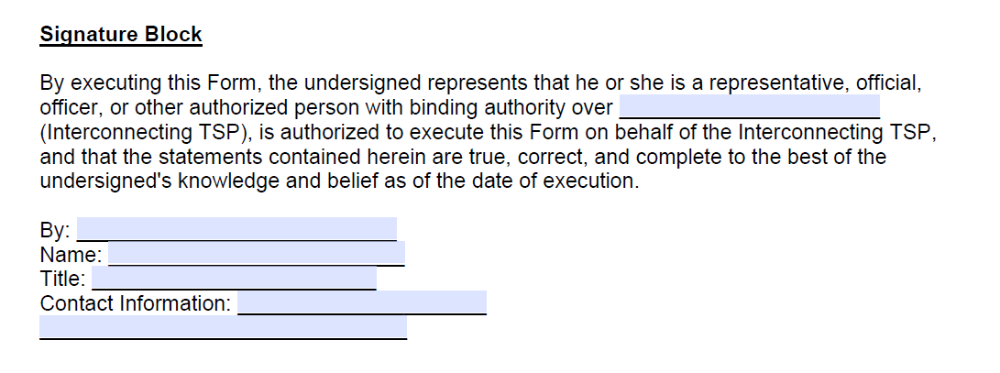 Signature Block
By executing this Form, the undersigned represents that he or she is a representative, official,
officer, or other authorized person with binding authority over
(Interconnecting TSP), is authorized to execute this Form on behalf of the Interconnecting TSP,
and that the statements contained herein are true, correct, and complete to the best of the
undersigned's knowledge and belief as of the date of execution.
By:
Name:
Title:
Contact Information: